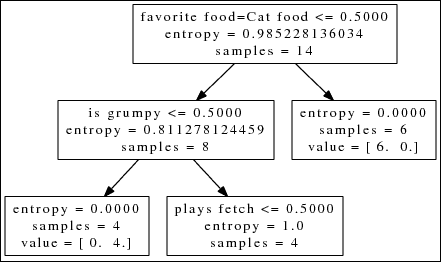 favorite food=Cat food <= 0.5000
entropy = 0.985228136034
samples = 14
is grumpy <= 0.5000
entropy = 0.811278124459
samples = 8
entropy = 0.0000
samples = 6
value = [ 6.  0.]
entropy = 0.0000
samples = 4
value = [ 0.  4.]
plays fetch <= 0.5000
entropy = 1.0
samples = 4